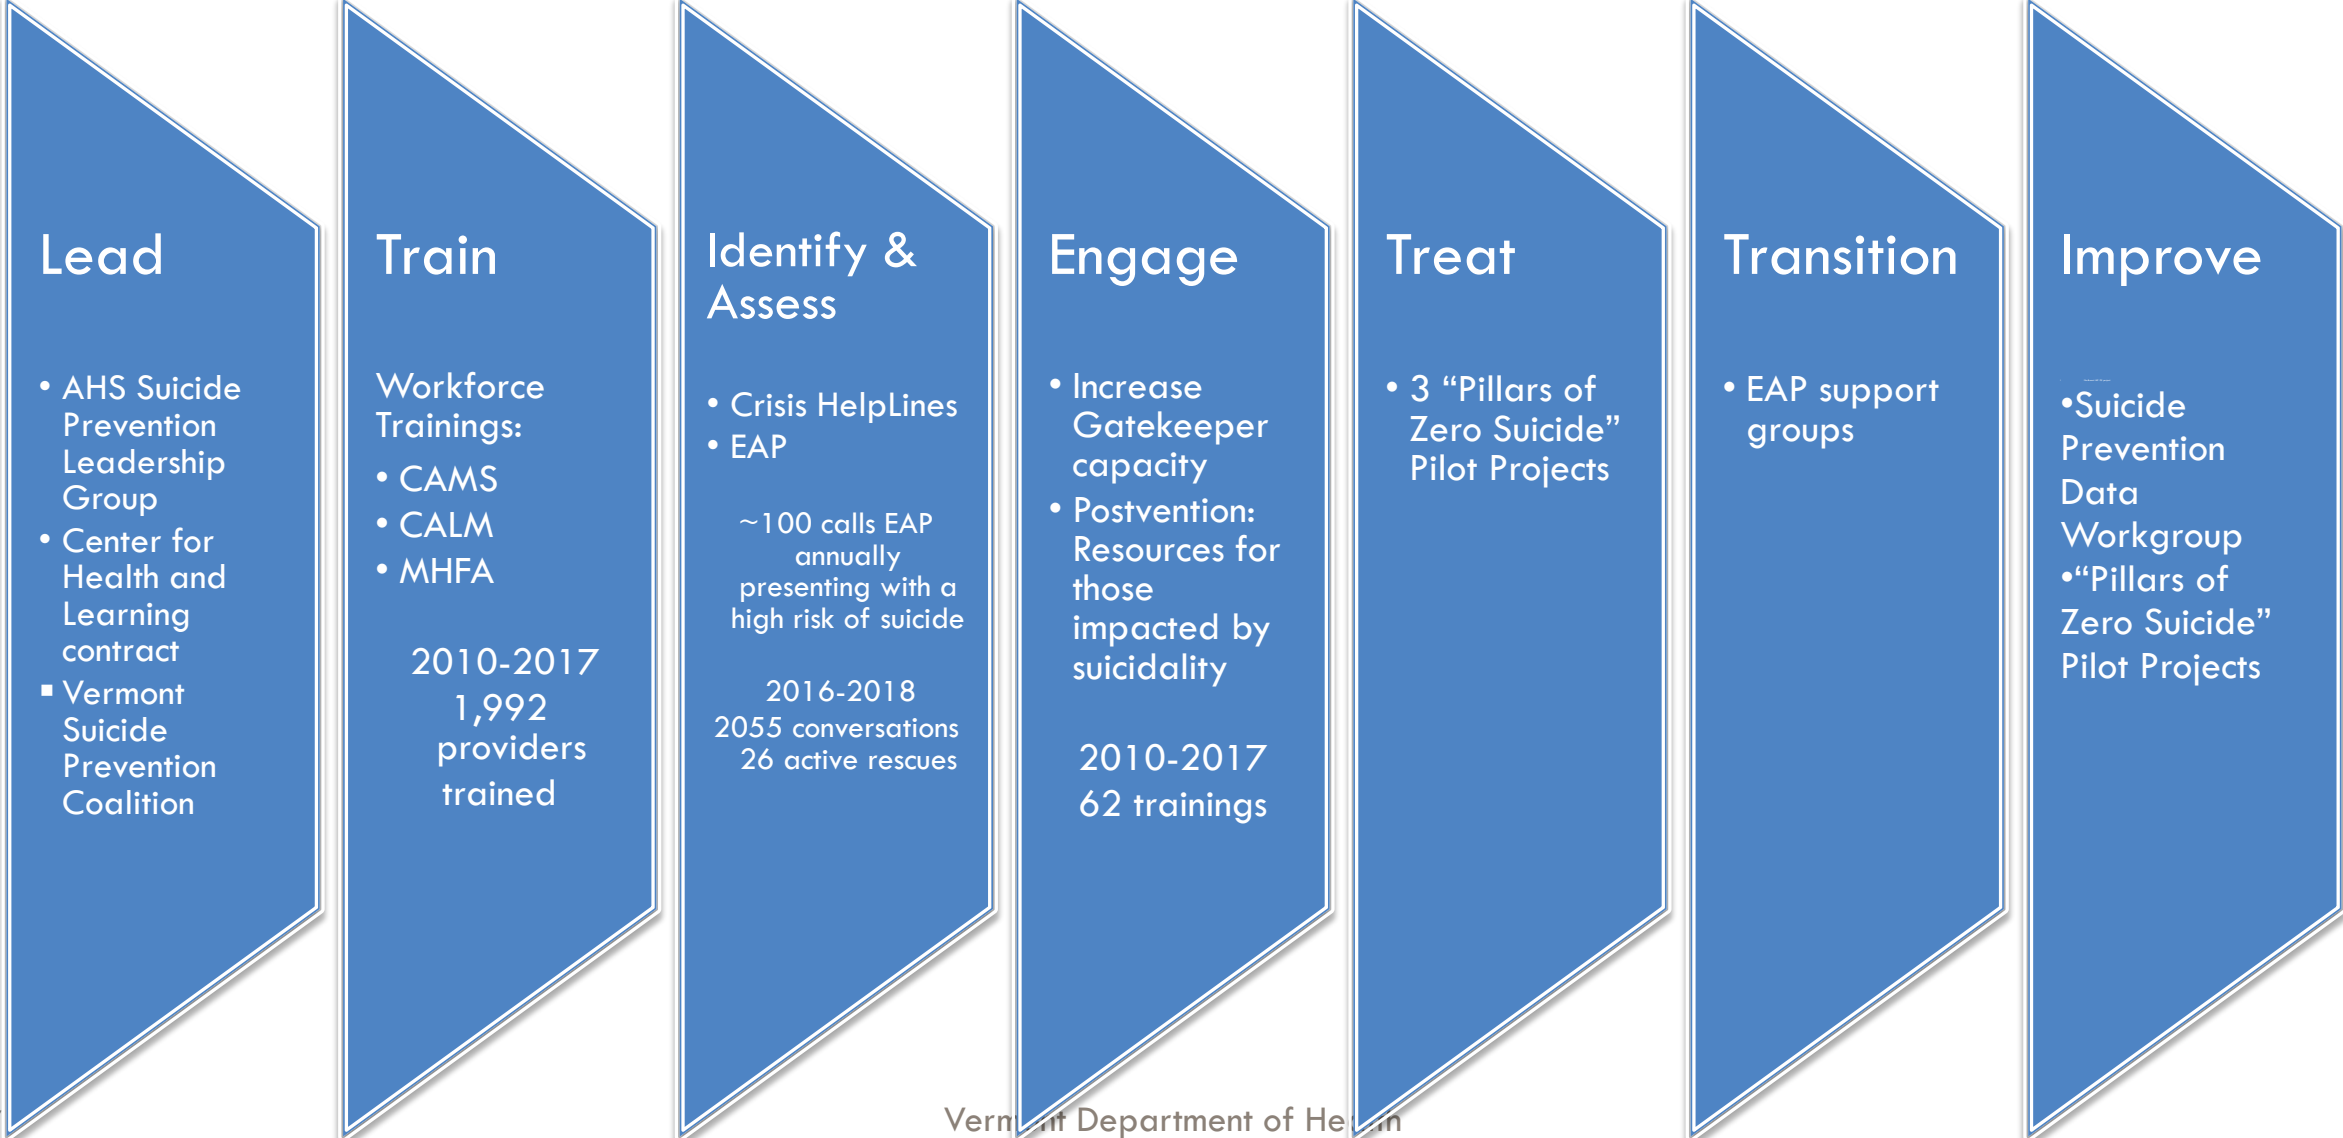 Lead
• AHS Suicide
Prevention
Leadership
Group
• Center for
Health and
Learning
contract
▪ Vermont
Suicide
Prevention
Coalition
Train
Workforce
Trainings:
• CAMS
• CALM
• MHFA
2010-2017
1,992
providers
trained
Identify &
Assess
• Crisis HelpLines
• EAP
~100 calls EAP
annually
presenting with a
high risk of suicide
2016-2018
2055 conversations
26 active rescues
Engage
• Increase
Gatekeeper
capacity
• Postvention:
Resources for
those
impacted by
suicidality
2010-2017
62 trainings
Treat
• 3 “Pillars of
Zero Suicide”
Pilot Projects
Transition
• EAP support
groups
Improve
•Suicide
Prevention
Data
Workgroup
•“Pillars of
Zero Suicide”
Pilot Projects
Vermont Department of Health